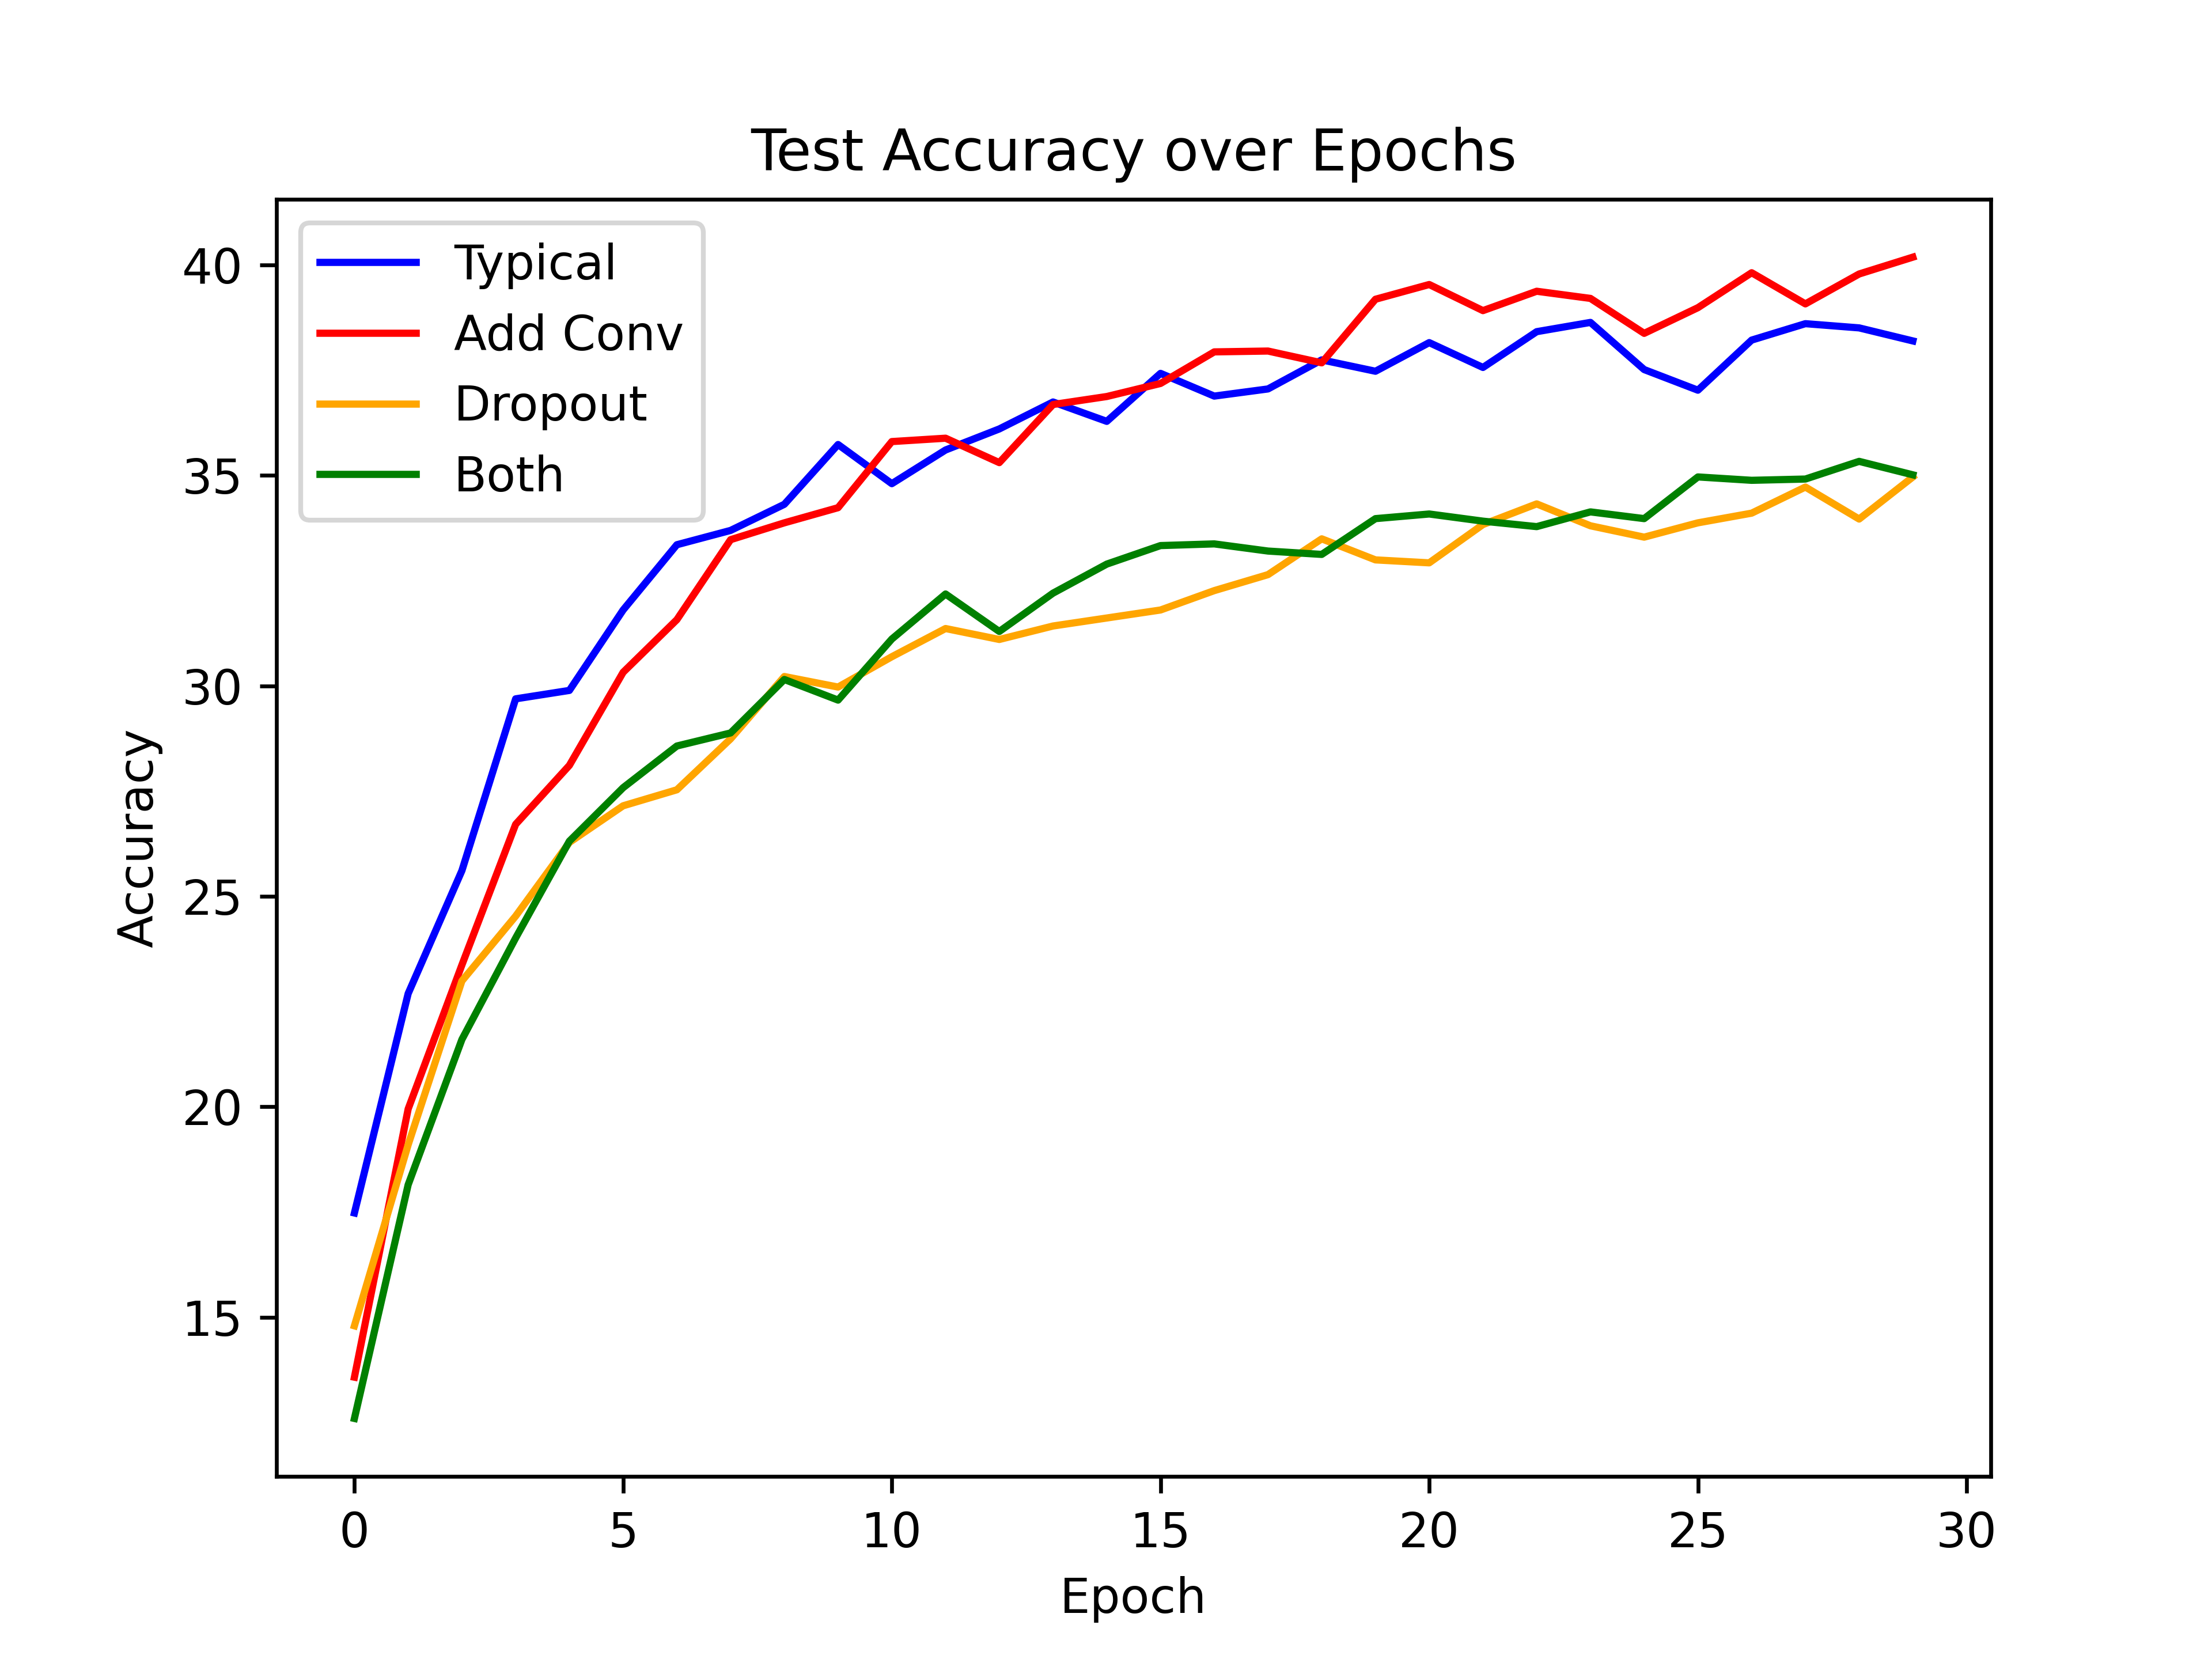 Test Accuracy over Epochs
Typical
Add Conv
Dropout
Both
40
35
30
25
20
15
Accuracy
0 5 10 15 20 25 30
Epoch